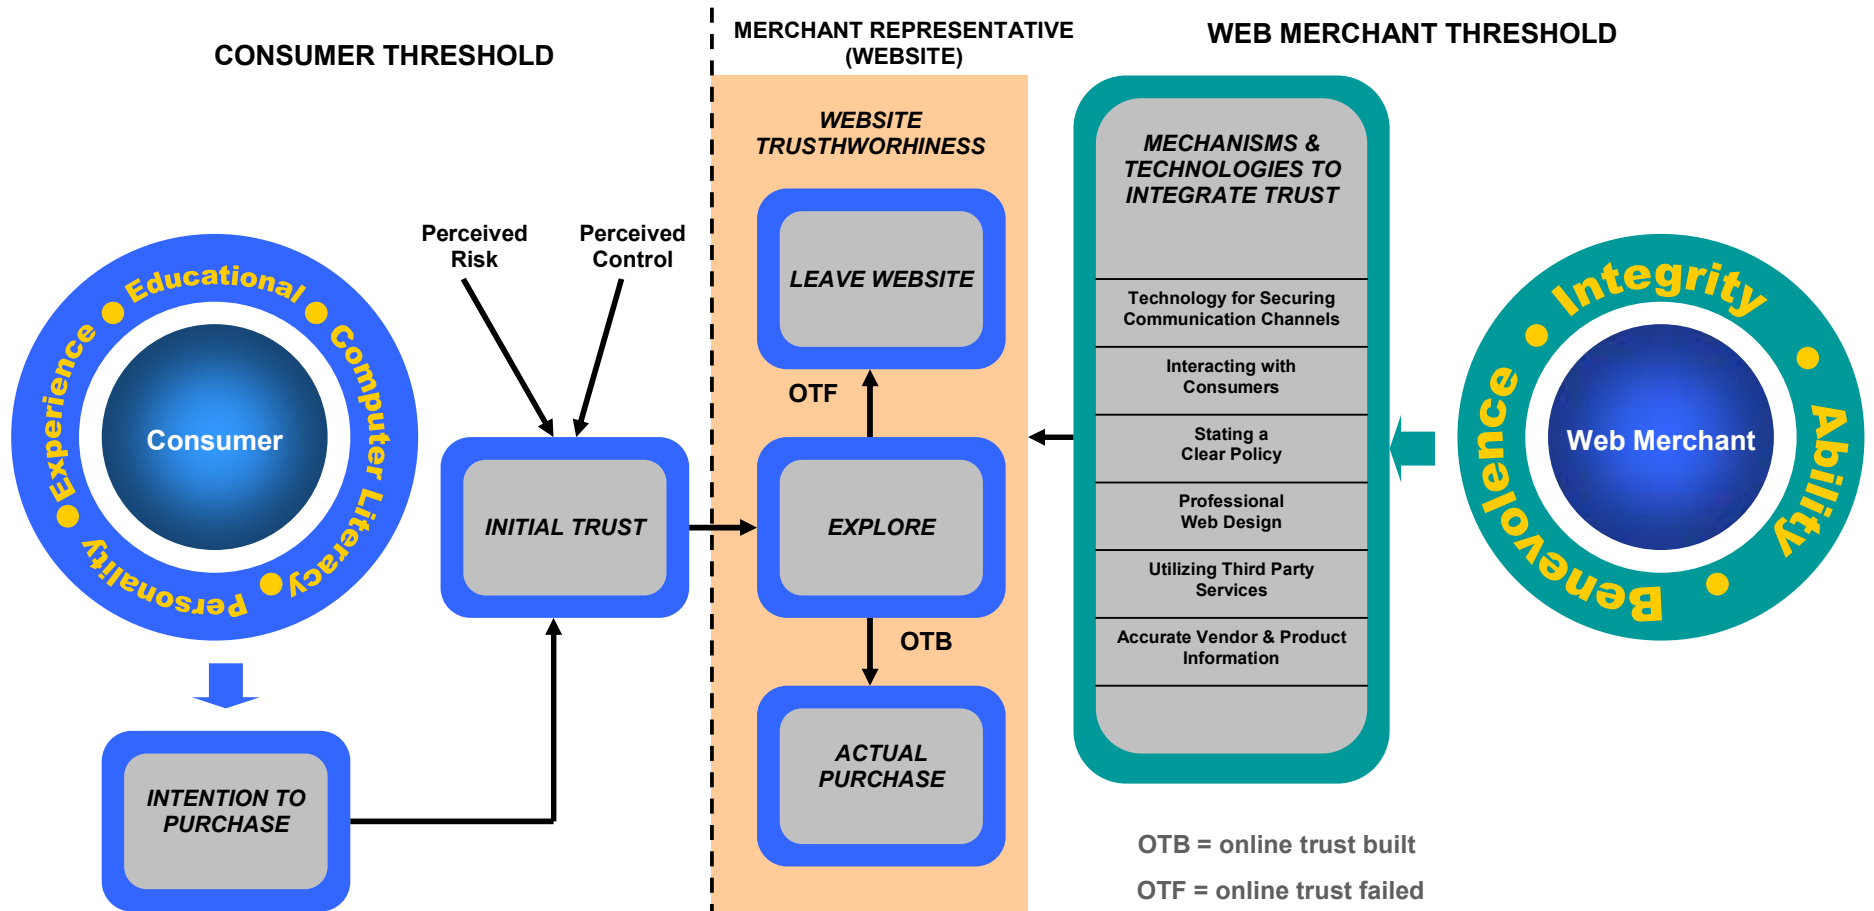 CONSUMER THRESHOLD
MERCHANT REPRESENTATIVE
(WEBSITE)
WEB MERCHANT THRESHOLD
Experience
Educational
Computer Literacy
Personality
Consumer
INTENTION TO
PURCHASE
Perceived
Risk
Perceived
Control
INITIAL TRUST
WEBSITE
TRUSTHWORHINESS
LEAVE WEBSITE
OTF
EXPLORE
OTB
ACTUAL
PURCHASE
MECHANISMS &
TECHNOLOGIES TO
INTEGRATE TRUST
Technology for Securing
Communication Channels
Interacting with
Consumers
Stating a
Clear Policy
Professional
Web Design
Utilizing Third Party
Services
Accurate Vendor & Product
Information
Benevolence
Integrity
Ability
Web Merchant
OTB = online trust built
OTF = online trust failed